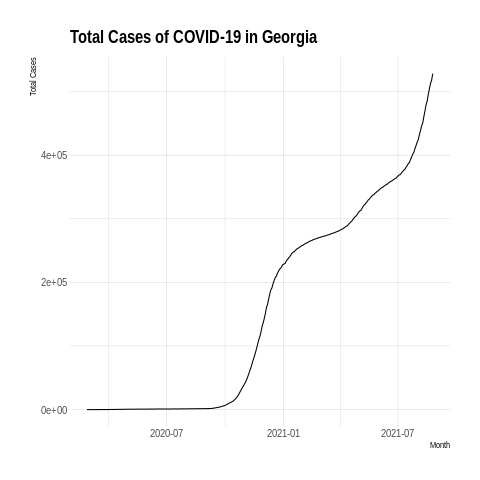 Total Cases of COVID-19 in Georgia
Total Cases
4e+05
2e+05
0e+00
2020-07 2021-01 2021-07
Month